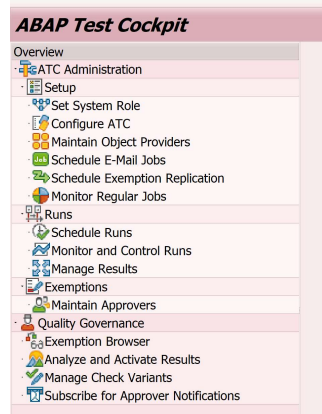 ABAP Test Cockpit
Overview
ATC Administration
Setup
Set System Role
Configure ATC
Maintain Object Providers
Job Schedule E-Mail Jobs
Schedule Exemption Replication
Monitor Regular Jobs
Runs
Schedule Runs
Monitor and Control Runs
Manage Results
Exemptions
Maintain Approvers
Quality Governance
Exemption Browser
Analyze and Activate Results
Manage Check Variants
Subscribe for Approver Notifications